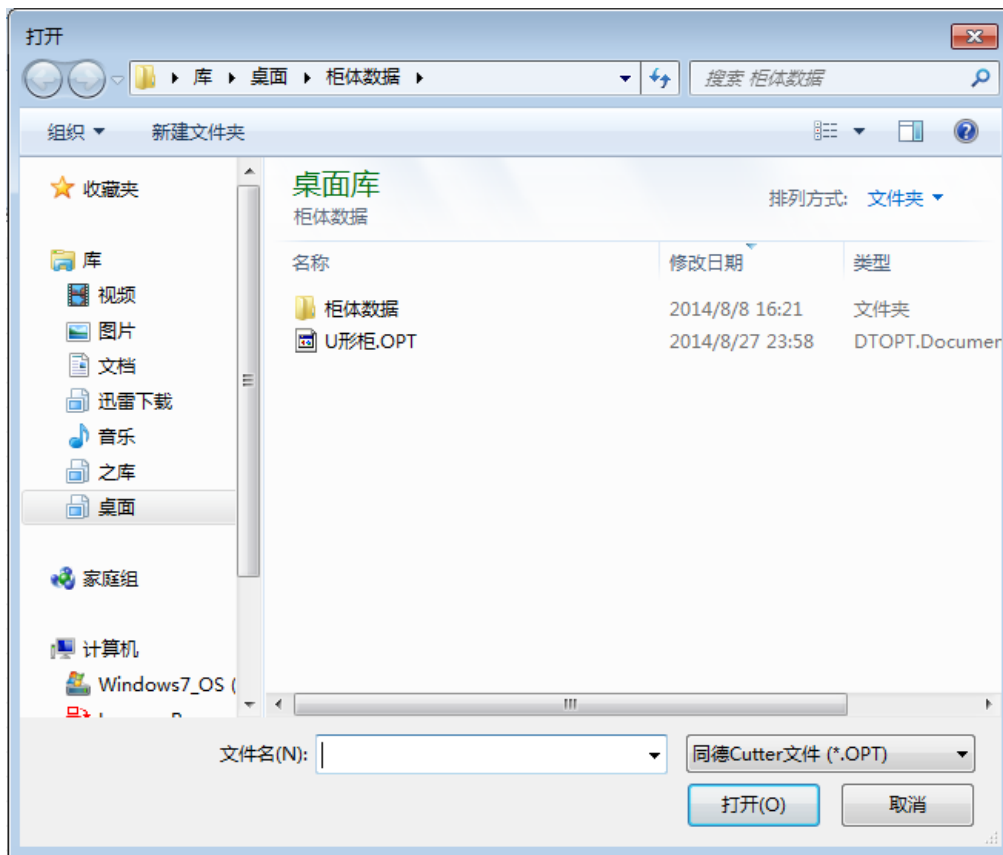 打开
库 桌面 柜体数据
搜索 柜体数据
组织 新建文件夹
收藏夹
库
视频
图片
文档
迅雷下载
音乐
之库
桌面
家庭组
计算机
Windows7_OS (
桌面库
柜体数据
排列方式: 文件夹
名称 修改日期 类型
柜体数据 2014/8/8 16:21 文件夹
U形柜.OPT 2014/8/27 23:58 DTOPT.Documen
文件名(N):
同德Cutter文件 (*.OPT)
打开(O) 取消